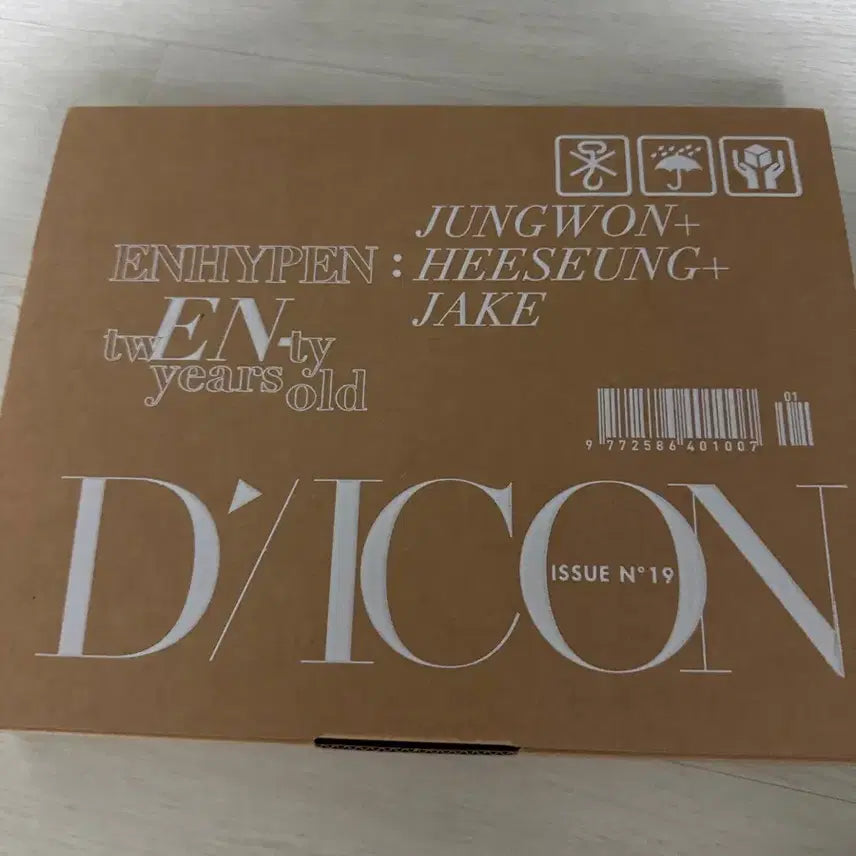 JUNGWON+
ENHYPEN : HEESEUNG+
JAKE
twEN-ty
years old
01
9 772586 401007
D'/ICON
ISSUE N°19